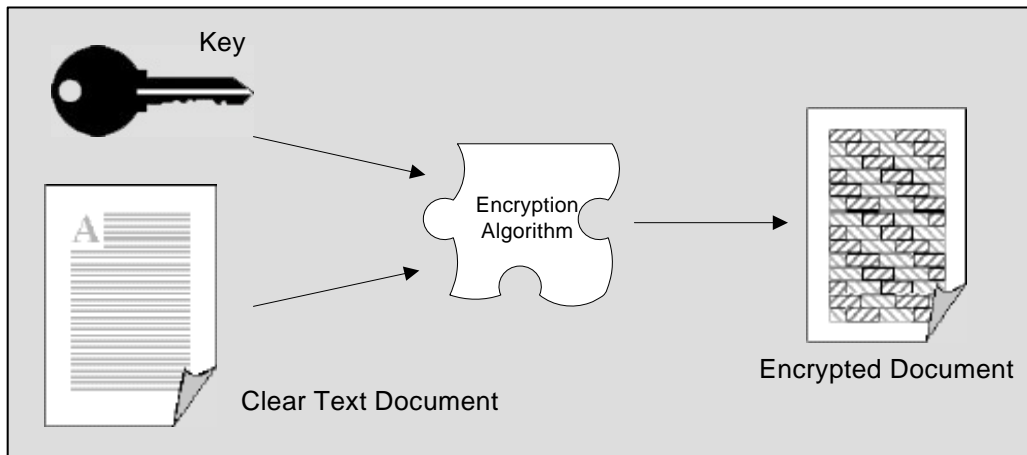 Key
A
Encryption
Algorithm
Clear Text Document
Encrypted Document